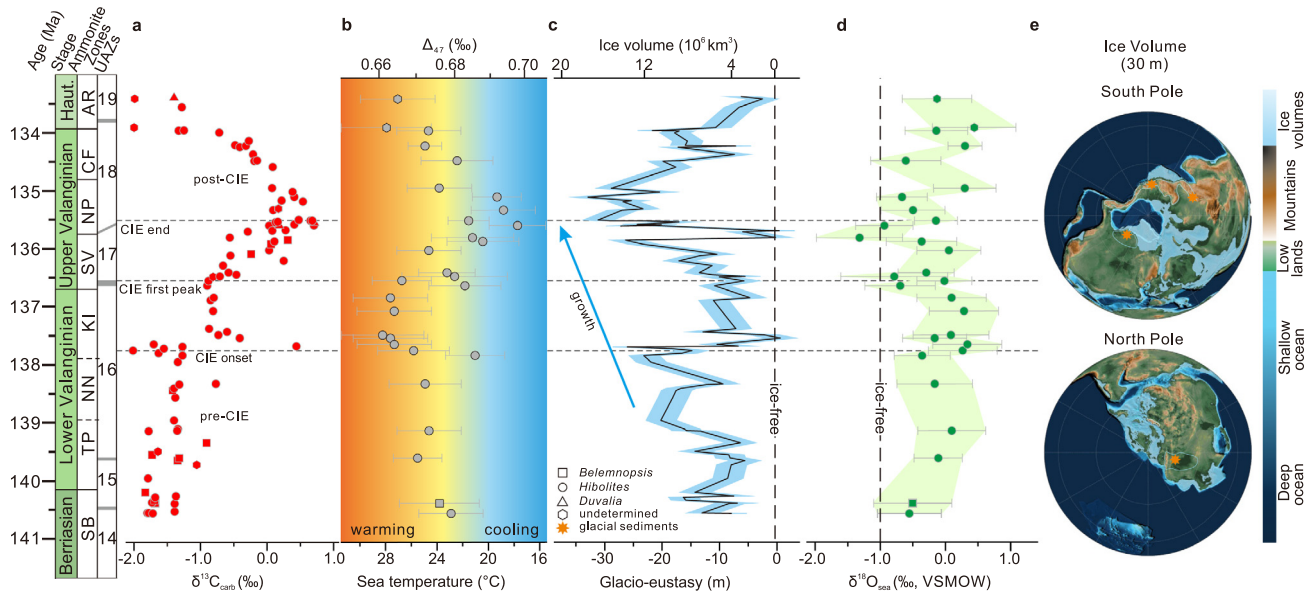 Age (Ma)
Stage
Ammonite
Zones
UAZs
a
b
c
d
e
Δ47 (‰)
0.66 0.68 0.70
Ice volume (10⁶ km³)
20 12 4 0
Ice Volume
(30 m)
South Pole
North Pole
134
135
136
137
138
139
140
141
Haut.
Upper Valanginian
Lower Valanginian
Berriasian
AR
CF
NP
SV
KI
NN
TP
SB
19
18
17
16
15
14
post-CIE
CIE end
CIE first peak
CIE onset
pre-CIE
warming
cooling
growth
ice-free
ice-free
Belemnopsis
Hibolites
Duvalia
undetermined
glacial sediments
-2.0 -1.0 0.0 1.0
δ¹³Ccarb (‰)
28 24 20 16
Sea temperature (°C)
-30 -20 -10 0
Glacio-eustasy (m)
-2.0 -1.0 0.0 1.0
δ¹⁸Osea (‰, VSMOW)
Ice
volumes
Mountains
Low
lands
Shallow
ocean
Deep
ocean